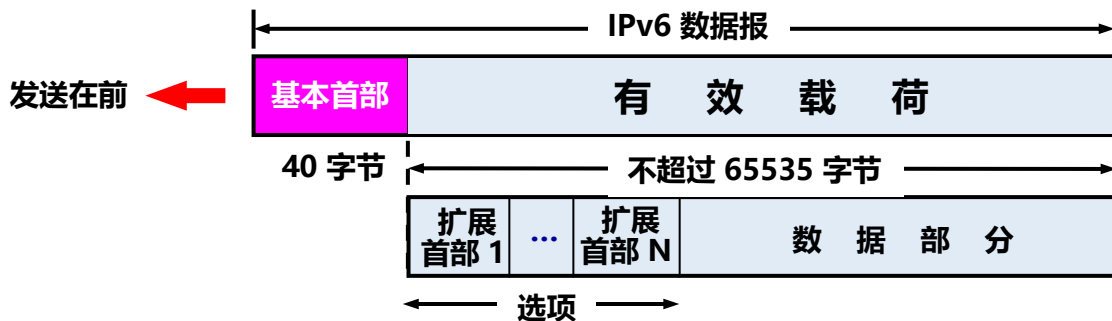 IPv6 数据报
发送在前
基本首部
有 效 载 荷
40 字节
不超过 65535 字节
扩展
首部 1
...
扩展
首部 N
数 据 部 分
选项